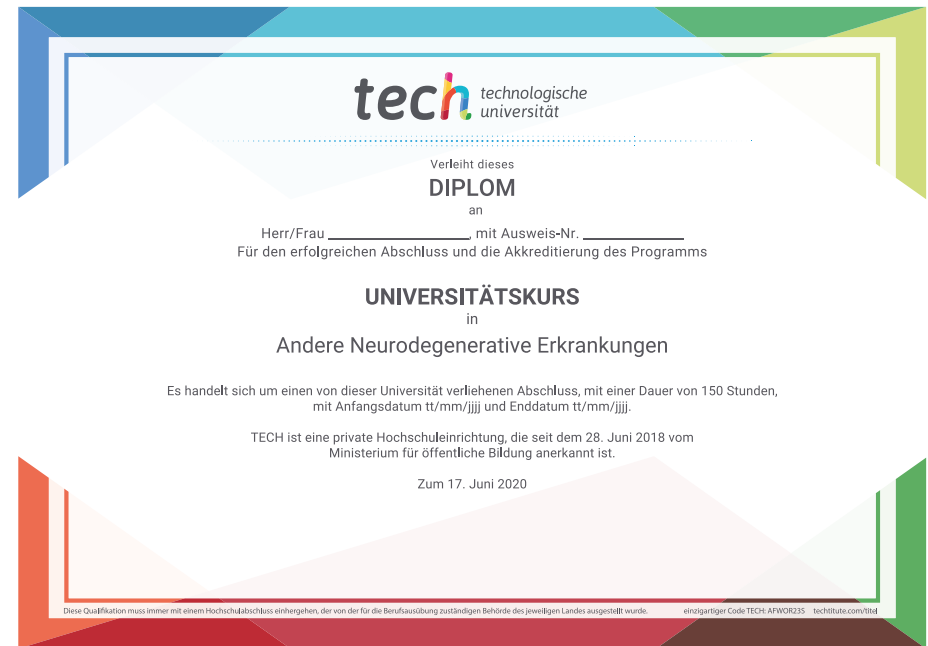 tech technologische
universität
Verleiht dieses
DIPLOM
an
Herr/Frau ____________________, mit Ausweis-Nr. ______________
Für den erfolgreichen Abschluss und die Akkreditierung des Programms
UNIVERSITÄTSKURS
in
Andere Neurodegenerative Erkrankungen
Es handelt sich um einen von dieser Universität verliehenen Abschluss, mit einer Dauer von 150 Stunden,
mit Anfangsdatum tt/mm/jjjj und Enddatum tt/mm/jjjj.
TECH ist eine private Hochschuleinrichtung, die seit dem 28. Juni 2018 vom
Ministerium für öffentliche Bildung anerkannt ist.
Zum 17. Juni 2020
Diese Qualifikation muss immer mit einem Hochschulabschluss einhergehen, der von der für die Berufsausübung zuständigen Behörde des jeweiligen Landes ausgestellt wurde. einzigartiger Code TECH: AFWOR23S techtitute.com/titel